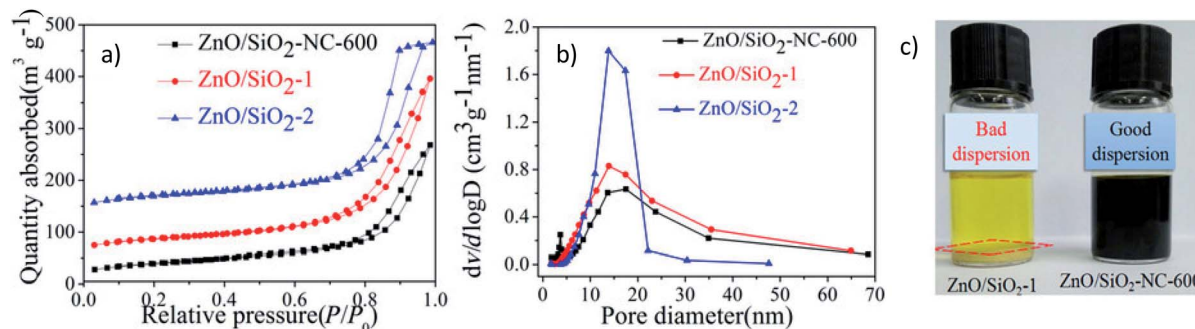 a)
ZnO/SiO₂-NC-600
ZnO/SiO₂-1
ZnO/SiO₂-2
Quantity absorbed(m³ g⁻¹)
500
400
300
200
100
0
0.0 0.2 0.4 0.6 0.8 1.0
Relative pressure(P/P₀)
b)
ZnO/SiO₂-NC-600
ZnO/SiO₂-1
ZnO/SiO₂-2
dv/dlogD (cm³g⁻¹nm⁻¹)
2.0
1.6
1.2
0.8
0.4
0.0
0 10 20 30 40 50 60 70
Pore diameter(nm)
c)
Bad
dispersion
Good
dispersion
ZnO/SiO₂-1
ZnO/SiO₂-NC-600